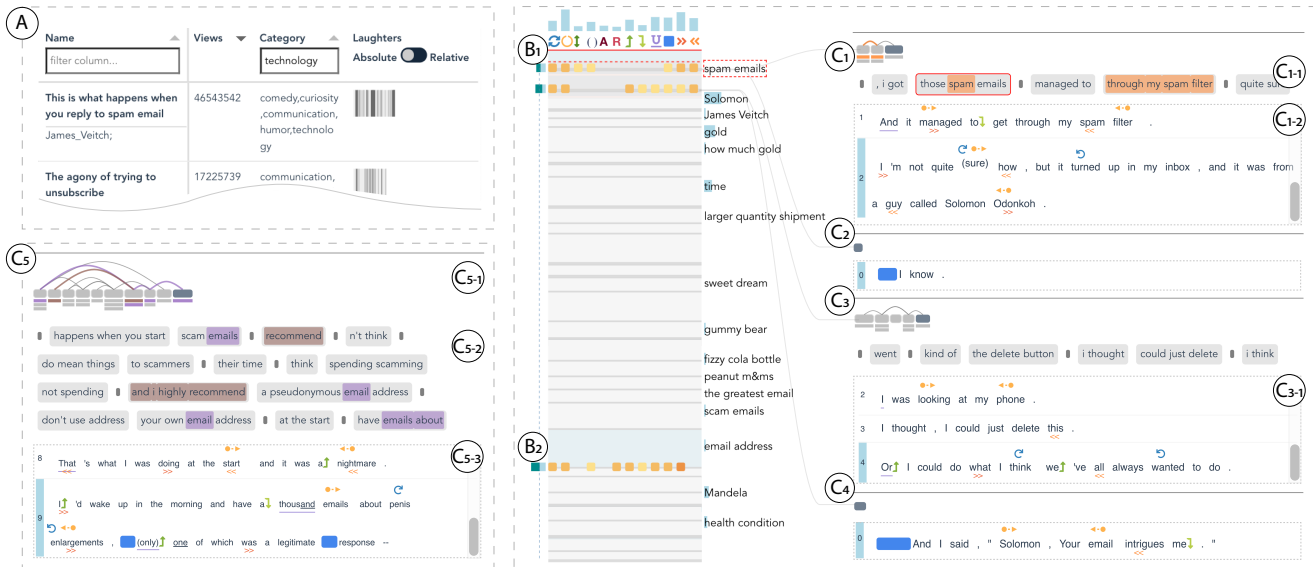 A
Name
Views
Category
Laughters
filter column...
technology
Absolute
Relative
This is what happens when
you reply to spam email
James_Veitch;
46543542
comedy,curiosity
,communication,
humor,technolo
gy
The agony of trying to
unsubscribe
17225739
communication,
C5
C5-1
happens when you start
scam emails
recommend
n't think
C5-2
do mean things
to scammers
their time
think
spending scamming
not spending
and i highly recommend
a pseudonymous email address
don't use address
your own email address
at the start
have emails about
C5-3
8
That 's what I was doing at the start and it was a nightmare .
>> << <<
9
I 'd wake up in the morning and have a thousand emails about penis
>>
enlargements , (only) one of which was a legitimate response --
>> >>
B1
( ) A R U >> <<
spam emails
Solomon
James Veitch
gold
how much gold
time
larger quantity shipment
sweet dream
gummy bear
fizzy cola bottle
peanut m&ms
the greatest email
scam emails
B2
email address
Mandela
health condition
C1
C1-1
, i got
those spam emails
managed to
through my spam filter
quite sur
C1-2
1
And it managed to get through my spam filter .
>> <<
2
I 'm not quite (sure) how , but it turned up in my inbox , and it was from
>> <<
a guy called Solomon Odonkoh .
<< >>
C2
0
I know .
C3
went
kind of
the delete button
i thought
could just delete
i think
C3-1
2
I was looking at my phone .
3
I thought , I could just delete this .
<<
4
Or I could do what I think we 've all always wanted to do .
>> <<
C4
0
And I said , " Solomon , Your email intrigues me . "
<<